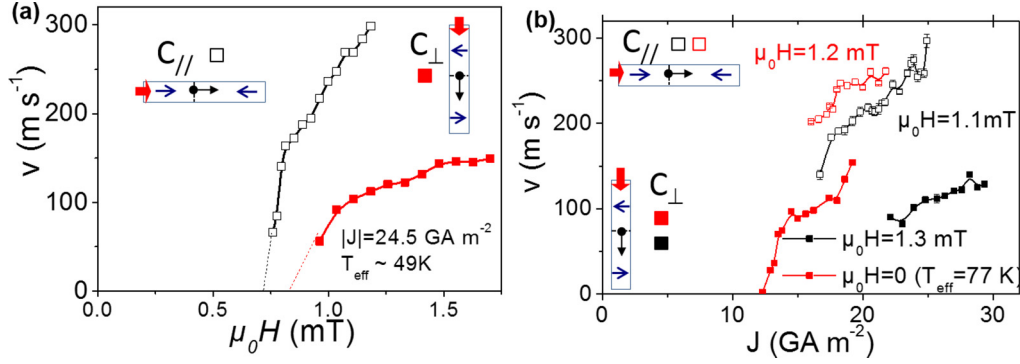 (a)
300
200
100
0
v (m s⁻¹)
C//
C⊥
|J|=24.5 GA m⁻²
Teff ~ 49K
0.0
0.5
1.0
1.5
μ₀H (mT)
(b)
300
200
100
0
v (m s⁻¹)
C//
μ₀H=1.2 mT
μ₀H=1.1mT
C⊥
μ₀H=1.3 mT
μ₀H=0 (Teff=77 K)
0
10
20
30
J (GA m⁻²)